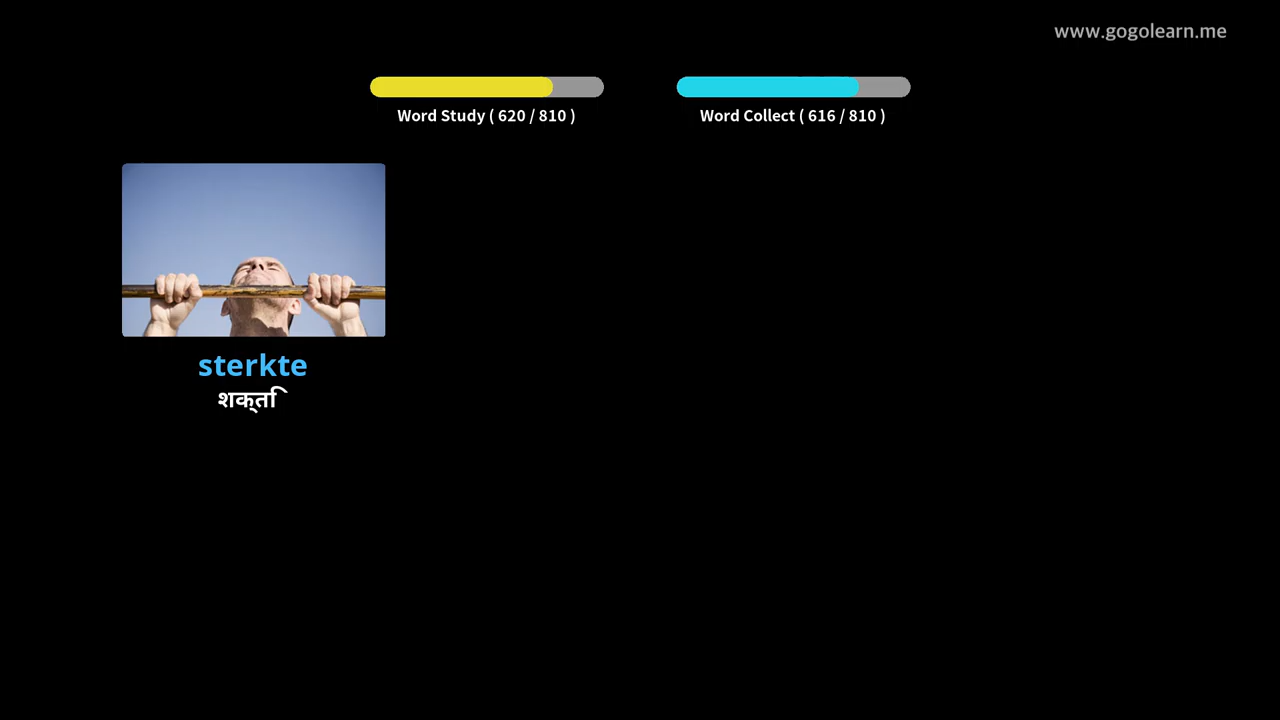 www.gogolearn.me
Word Study ( 620 / 810 )
Word Collect ( 616 / 810 )
sterkte
शक्ति